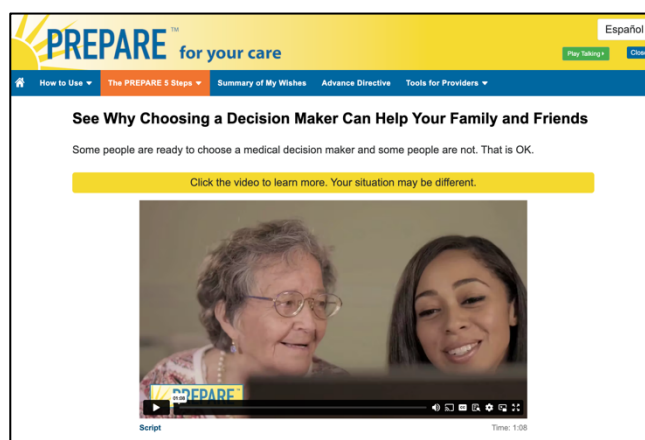 PREPARE™ for your care
Español
Play Talking
How to Use The PREPARE 5 Steps Summary of My Wishes Advance Directive Tools for Providers
See Why Choosing a Decision Maker Can Help Your Family and Friends
Some people are ready to choose a medical decision maker and some people are not. That is OK.
Click the video to learn more. Your situation may be different.
PREPARE
01:08
Script Time: 1:08